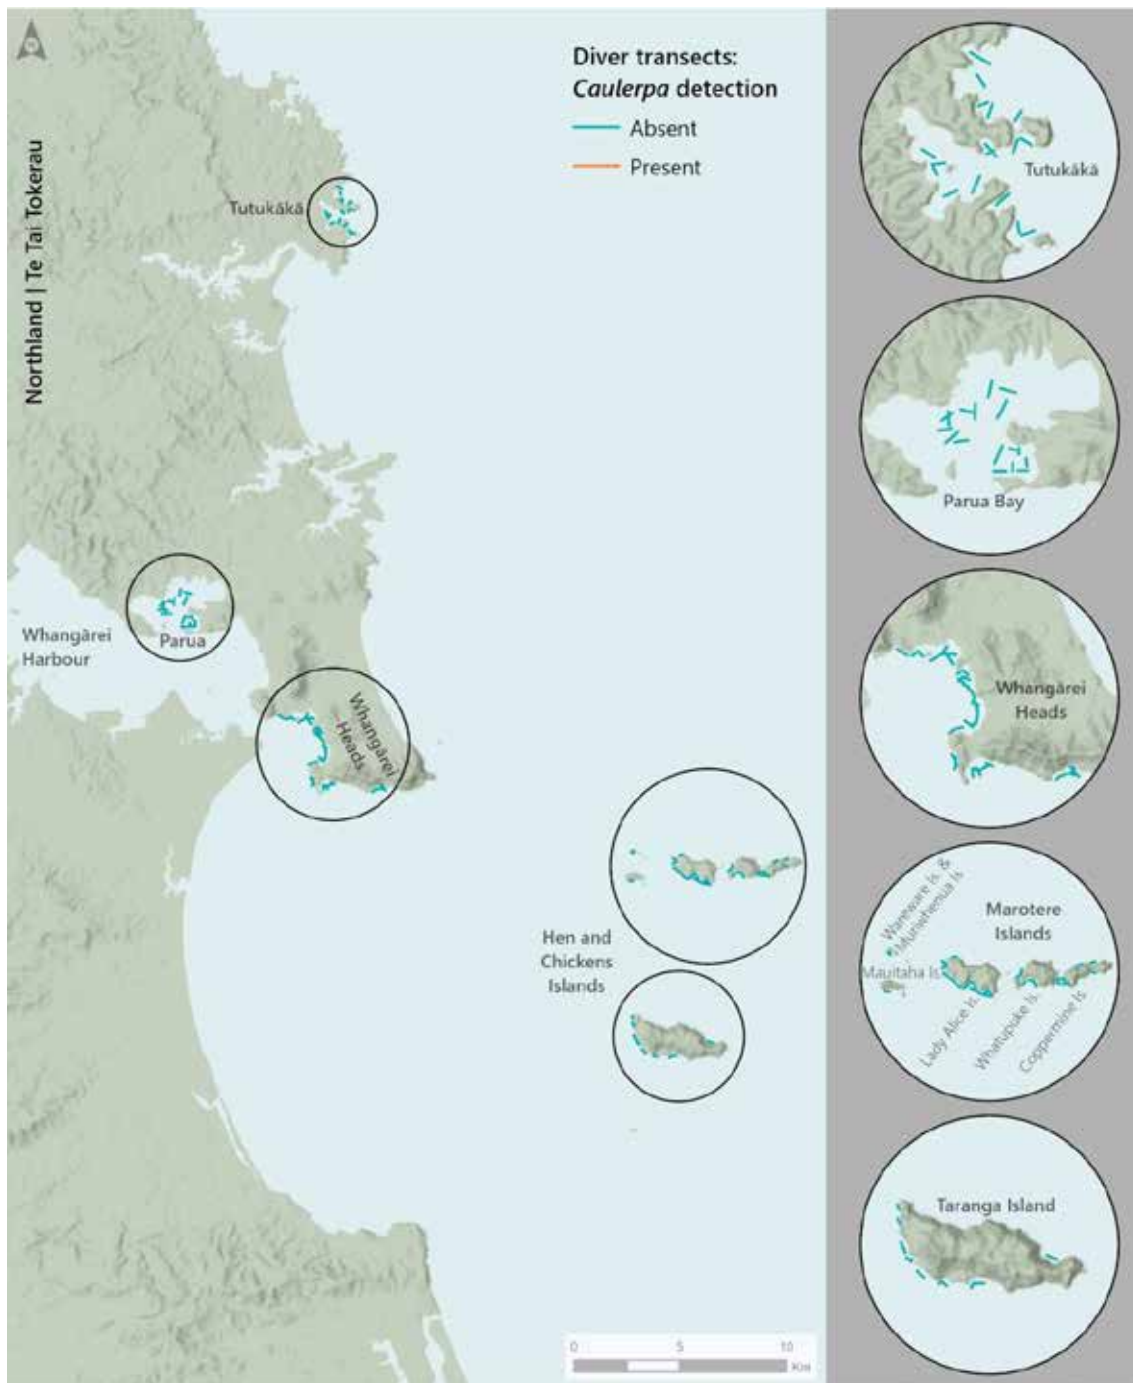 Northland | Te Tai Tokerau
Diver transects:
Caulerpa detection
Absent
Present
Tutukākā
Whangārei
Harbour
Parua
Whangārei
Heads
Hen and
Chickens
Islands
0 5 10
Km
Tutukākā
Parua Bay
Whangārei
Heads
Wareware Is. &
Muriwhenua Is
Marotere
Islands
Mauitaha Is
Lady Alice Is.
Whatupuke Is.
Coppermine Is
Taranga Island